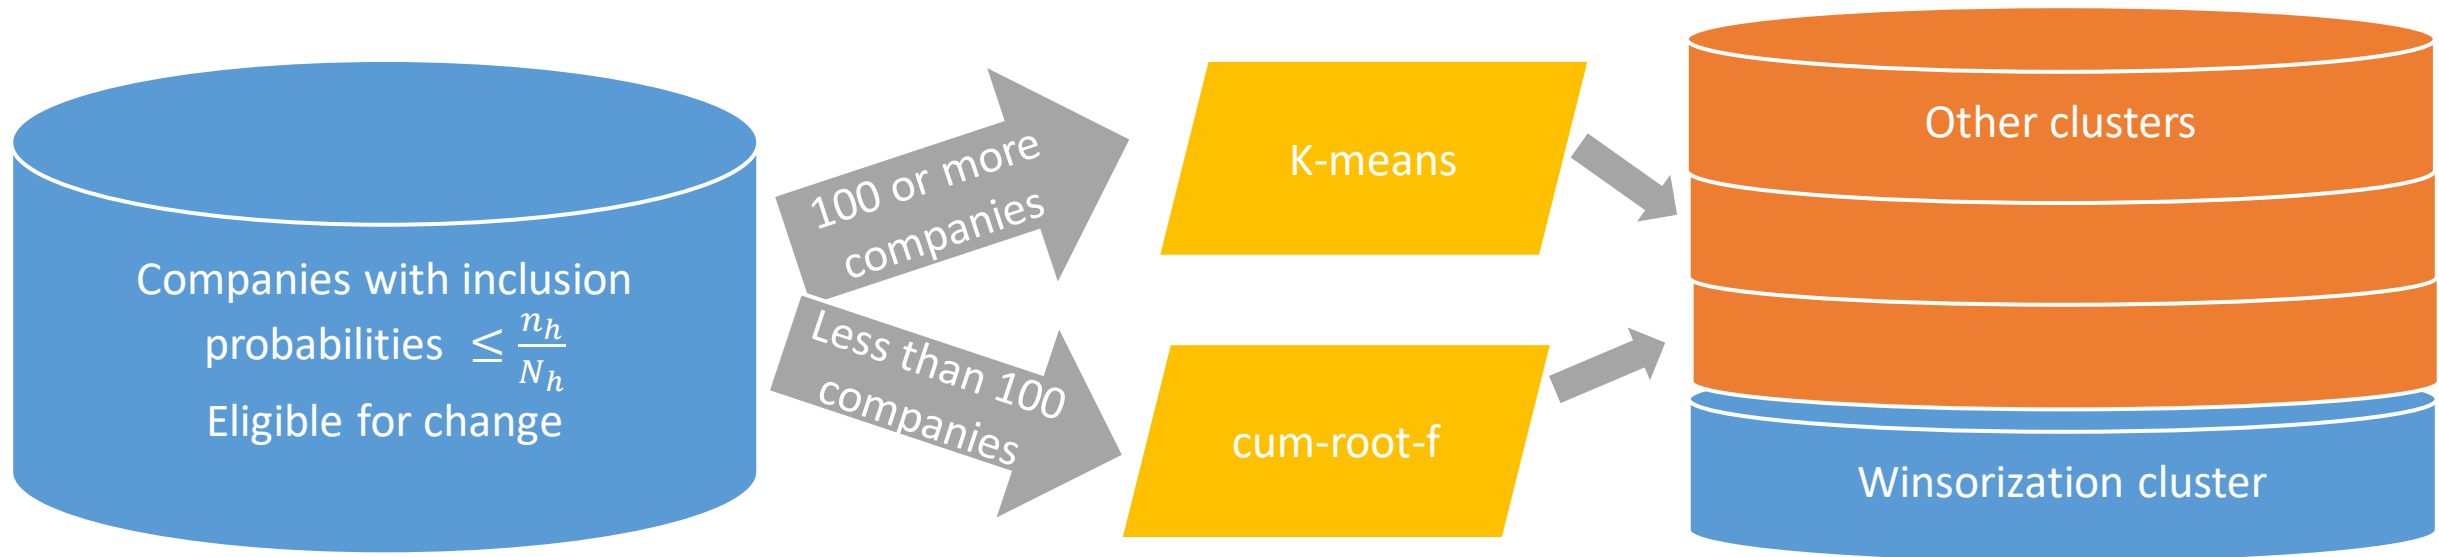 Companies with inclusion
probabilities ≤ n_h/N_h
Eligible for change
100 or more
companies
Less than 100
companies
K-means
cum-root-f
Other clusters
Winsorization cluster